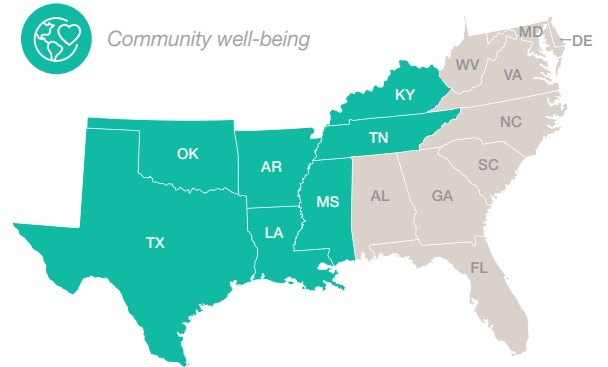 Community well-being
MD
DE
WV
VA
KY
NC
TN
OK
AR
SC
MS
AL
GA
LA
TX
FL